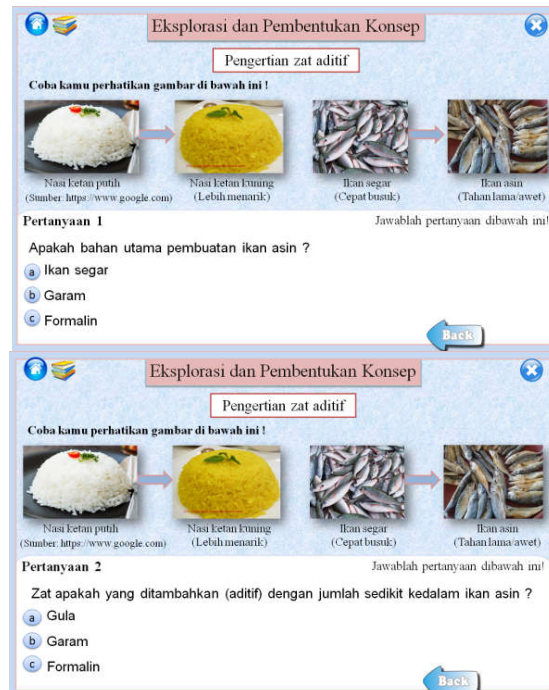 Eksplorasi dan Pembentukan Konsep
Pengertian zat aditif
Coba kamu perhatikan gambar di bawah ini !
Nasi ketan putih
(Sumber: https://www.google.com)
Nasi ketan kuning
(Lebih menarik)
Ikan segar
(Cepat busuk)
Ikan asin
(Tahan lama/awet)
Pertanyaan 1
Jawablah pertanyaan dibawah ini!
Apakah bahan utama pembuatan ikan asin ?
a Ikan segar
b Garam
c Formalin
Back
Eksplorasi dan Pembentukan Konsep
Pengertian zat aditif
Coba kamu perhatikan gambar di bawah ini !
Nasi ketan putih
(Sumber: https://www.google.com)
Nasi ketan kuning
(Lebih menarik)
Ikan segar
(Cepat busuk)
Ikan asin
(Tahan lama/awet)
Pertanyaan 2
Jawablah pertanyaan dibawah ini!
Zat apakah yang ditambahkan (aditif) dengan jumlah sedikit kedalam ikan asin ?
a Gula
b Garam
c Formalin
Back